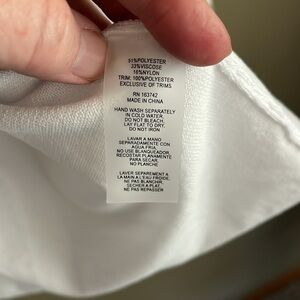 51%POLYESTER
33%VISCOSE
16%NYLON
TRIM: 100%POLYESTER
EXCLUSIVE OF TRIMS
RN 163742
MADE IN CHINA
HAND WASH SEPARATELY
IN COLD WATER.
DO NOT BLEACH.
LAY FLAT TO DRY.
DO NOT IRON
LAVAR A MANO
SEPARADAMENTE CON
AGUA FRIA.
NO USE BLANQUEADOR.
RECOSTAR PLANAMENTE
PARA SECAR.
NO PLANCHE
LAVER SEPAREMENT A
LA MAIN A L'EAU FROIDE.
NE PAS BLANCHIR.
SECHER A PLAT
NE PAS REPASSER